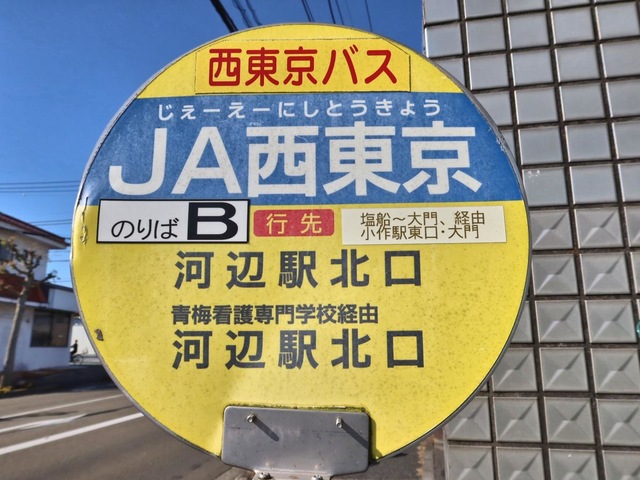 西東京バス
じぇーえーにしとうきょう
JA西東京
のりば B 行先 塩船～大門、経由
小作駅東口・大門
河辺駅北口
青梅看護専門学校経由
河辺駅北口